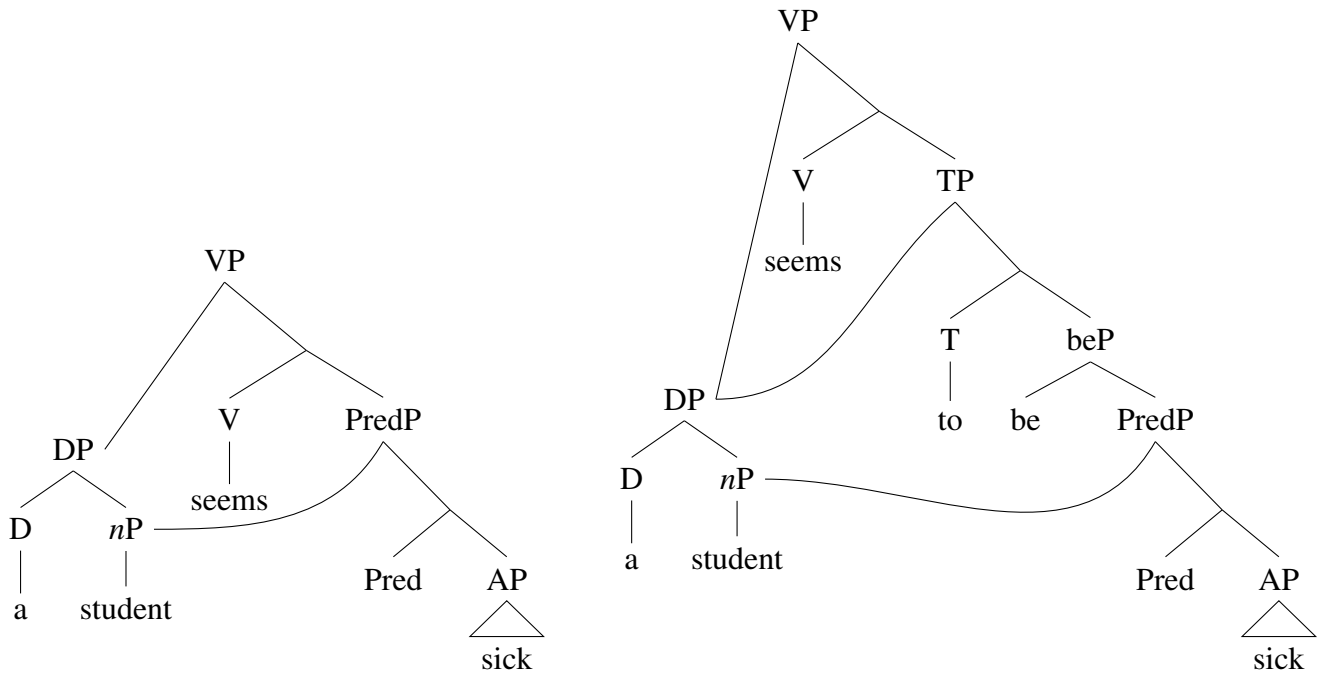 VP
V TP
seems
VP
T beP
DP V PredP to be PredP
DP D nP
seems
D nP a student
Pred AP Pred AP
a student
sick sick